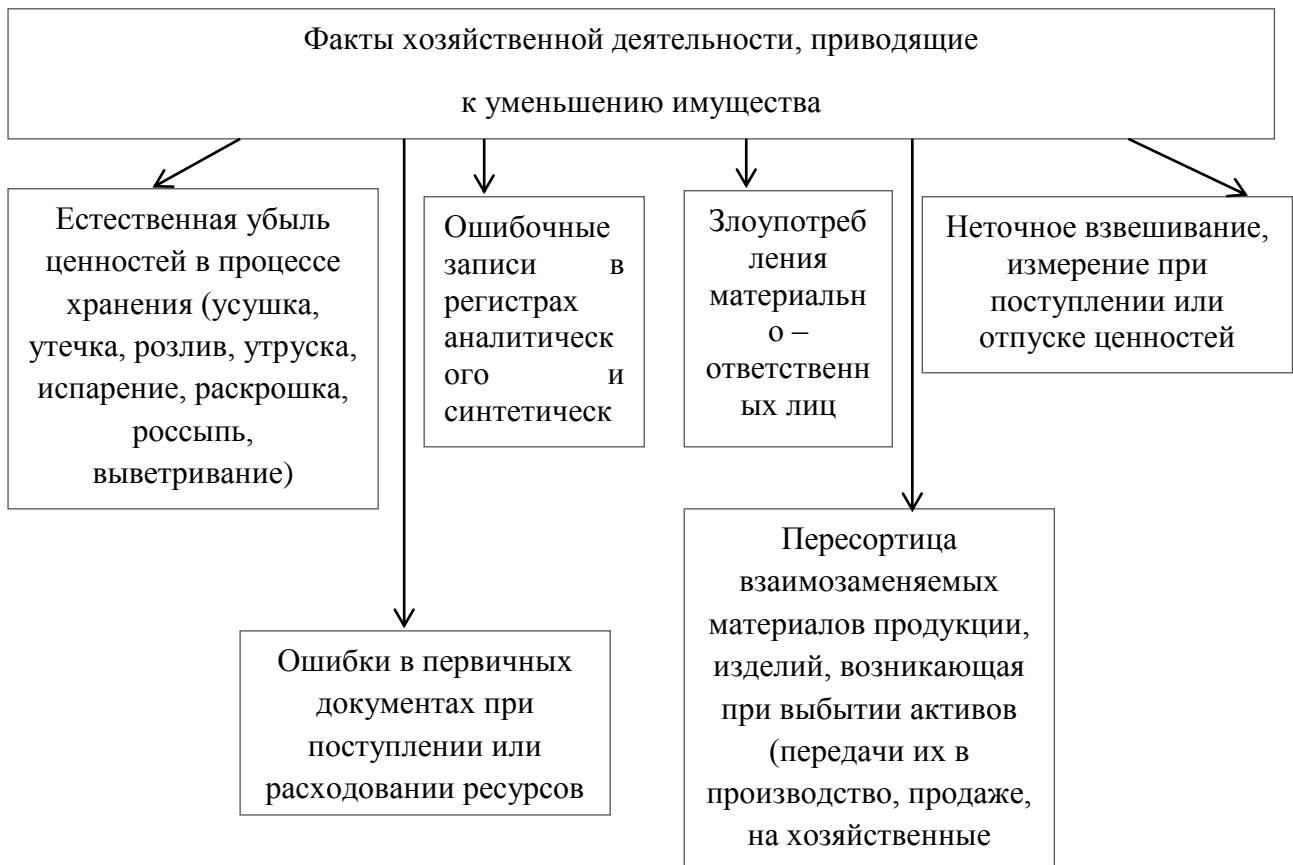 Факты хозяйственной деятельности, приводящие
к уменьшению имущества
Естественная убыль
ценностей в процессе
хранения (усушка,
утечка, розлив, утруска,
испарение, раскрошка,
россыпь,
выветривание)
Ошибочные
записи в
регистрах
аналитическ
ого и
синтетическ
Злоупотреб
ления
материальн
о –
ответственн
ых лиц
Неточное взвешивание,
измерение при
поступлении или
отпуске ценностей
Ошибки в первичных
документах при
поступлении или
расходовании ресурсов
Пересортица
взаимозаменяемых
материалов продукции,
изделий, возникающая
при выбытии активов
(передачи их в
производство, продаже,
на хозяйственные